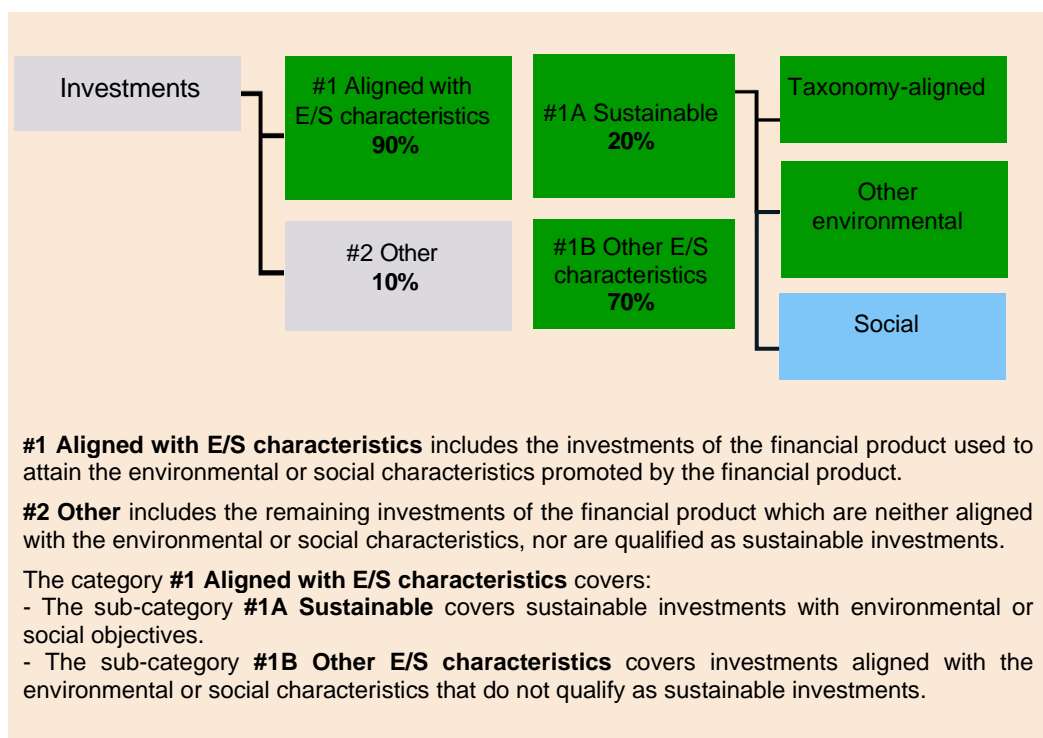 Investments
#1 Aligned with
E/S characteristics
90%
#2 Other
10%
#1A Sustainable
20%
#1B Other E/S
characteristics
70%
Taxonomy-aligned
Other
environmental
Social
#1 Aligned with E/S characteristics includes the investments of the financial product used to
attain the environmental or social characteristics promoted by the financial product.
#2 Other includes the remaining investments of the financial product which are neither aligned
with the environmental or social characteristics, nor are qualified as sustainable investments.
The category #1 Aligned with E/S characteristics covers:
- The sub-category #1A Sustainable covers sustainable investments with environmental or
social objectives.
- The sub-category #1B Other E/S characteristics covers investments aligned with the
environmental or social characteristics that do not qualify as sustainable investments.